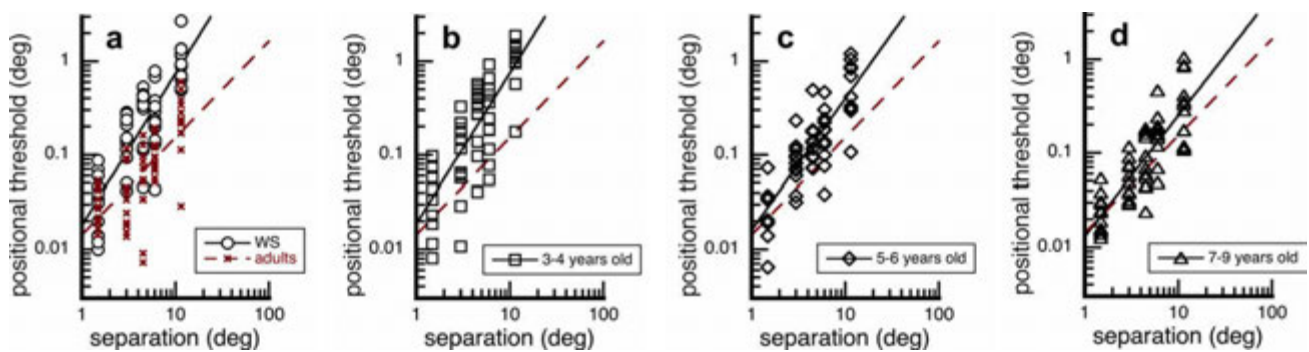 a
positional threshold (deg)
1
0.1
0.01
WS
adults
1
10
100
separation (deg)
b
positional threshold (deg)
1
0.1
0.01
3-4 years old
1
10
100
separation (deg)
c
positional threshold (deg)
1
0.1
0.01
5-6 years old
1
10
100
separation (deg)
d
positional threshold (deg)
1
0.1
0.01
7-9 years old
1
10
100
separation (deg)